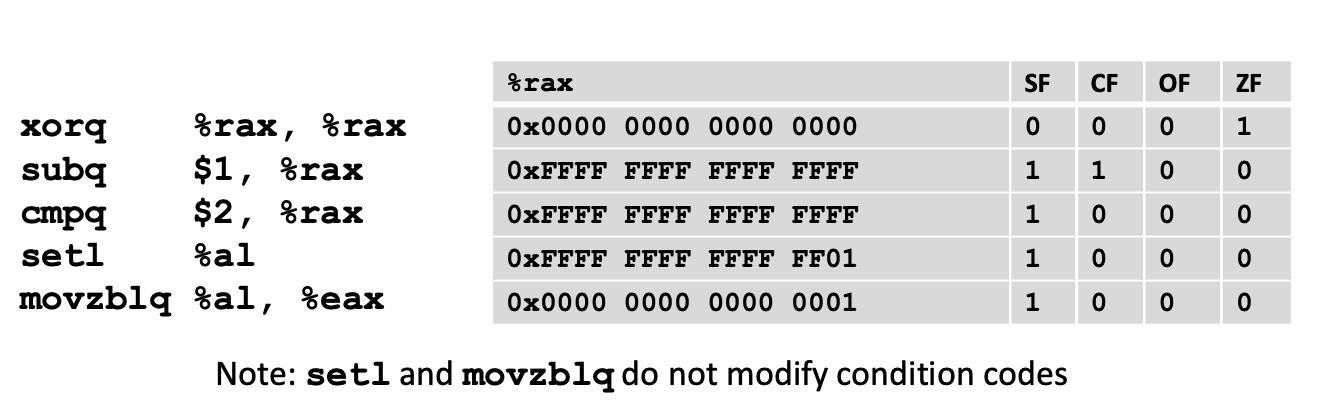 %rax SF CF OF ZF
xorq %rax, %rax 0x0000 0000 0000 0000 0 0 0 1
subq $1, %rax 0xFFFF FFFF FFFF FFFF 1 1 0 0
cmpq $2, %rax 0xFFFF FFFF FFFF FFFF 1 0 0 0
setl %al 0xFFFF FFFF FFFF FF01 1 0 0 0
movzblq %al, %eax 0x0000 0000 0000 0001 1 0 0 0
Note: setl and movzblq do not modify condition codes